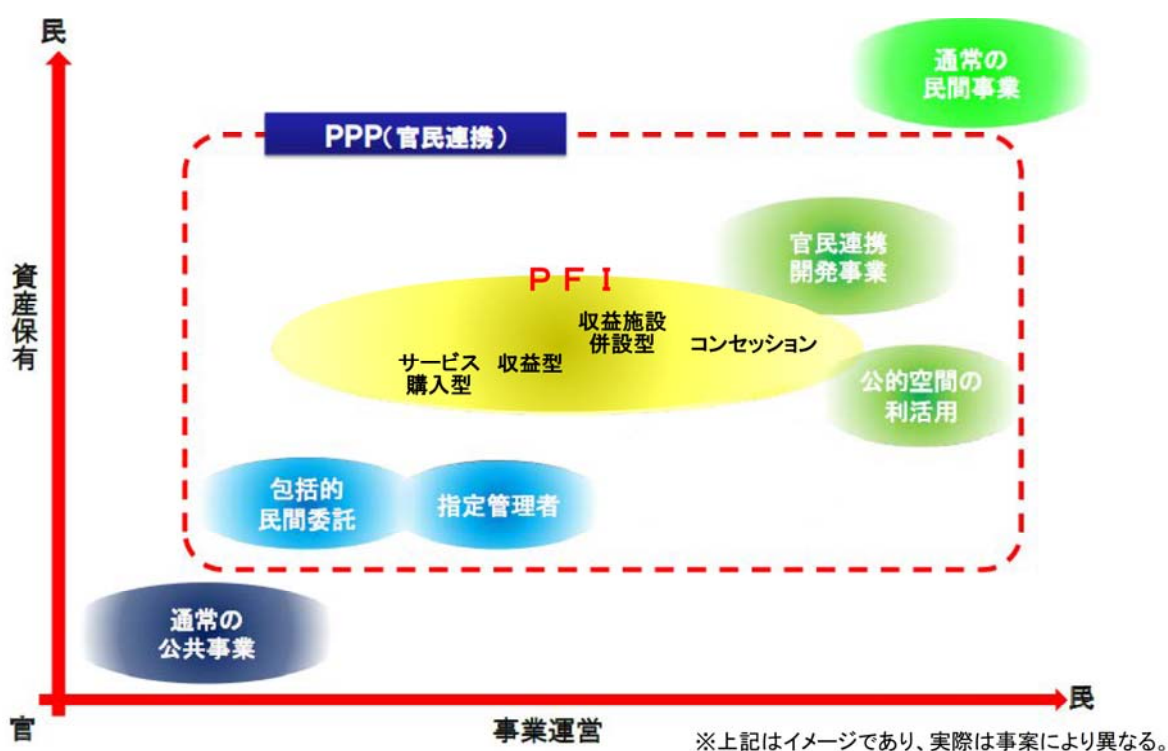 民
通常の
民間事業
PPP(官民連携)
官民連携
開発事業
資産保有
PFI
収益施設
併設型
コンセッション
サービス
購入型
収益型
公的空間の
利活用
包括的
民間委託
指定管理者
通常の
公共事業
民
官
事業運営
※上記はイメージであり、実際は事案により異なる。